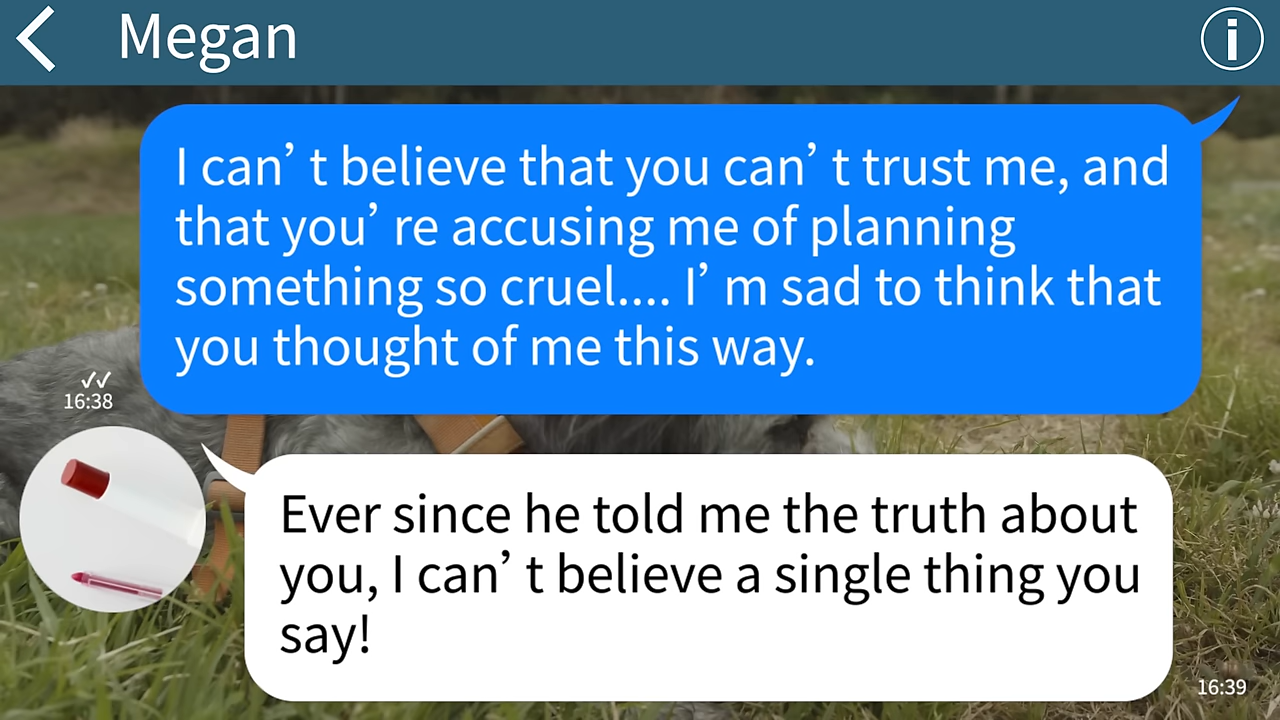 Megan
I can’ t believe that you can’ t trust me, and
that you’ re accusing me of planning
something so cruel.... I’ m sad to think that
you thought of me this way.
16:38
Ever since he told me the truth about
you, I can’ t believe a single thing you
say!
16:39